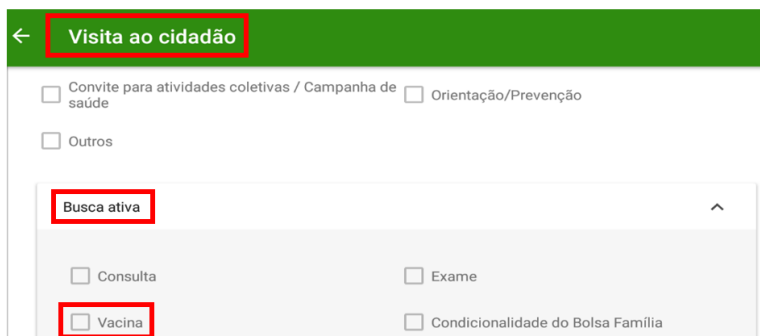 Visita ao cidadão
Convite para atividades coletivas / Campanha de
saúde
Orientação/Prevenção
Outros
Busca ativa
Consulta
Exame
Vacina
Condicionalidade do Bolsa Família